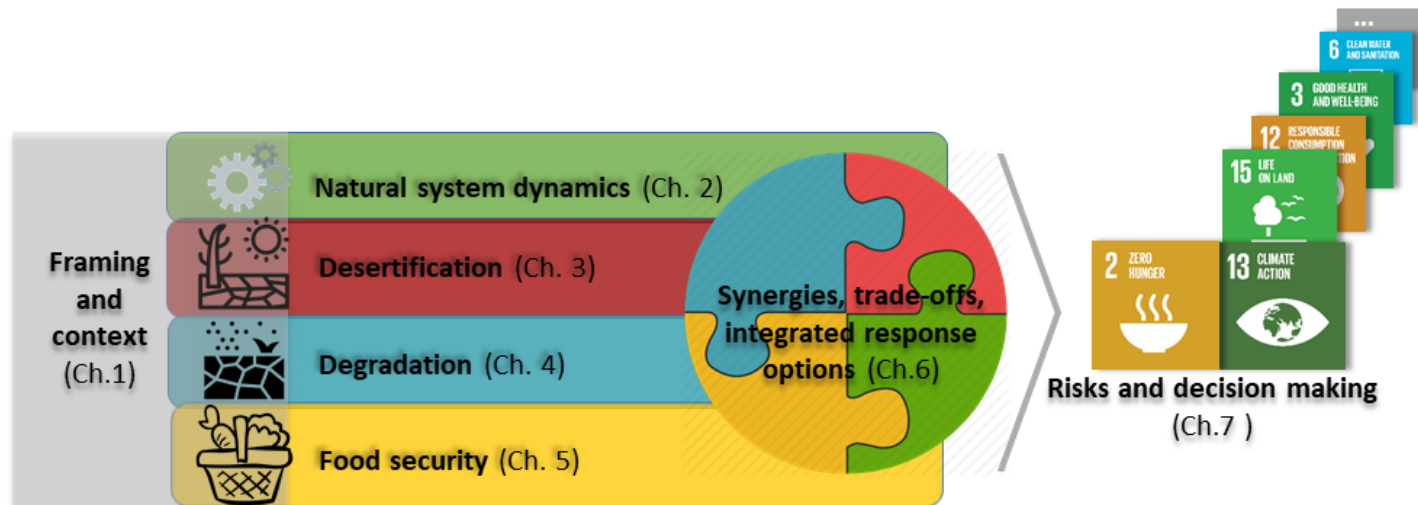 Framing
and
context
(Ch.1)
Natural system dynamics (Ch. 2)
Desertification (Ch. 3)
Degradation (Ch. 4)
Food security (Ch. 5)
Synergies, trade-offs,
integrated response
options (Ch.6)
...
6 CLEAN WATER
AND SANITATION
3 GOOD HEALTH
AND WELL-BEING
12 RESPONSIBLE
CONSUMPTION
15 LIFE
ON LAND
2 ZERO
HUNGER
13 CLIMATE
ACTION
Risks and decision making
(Ch.7 )